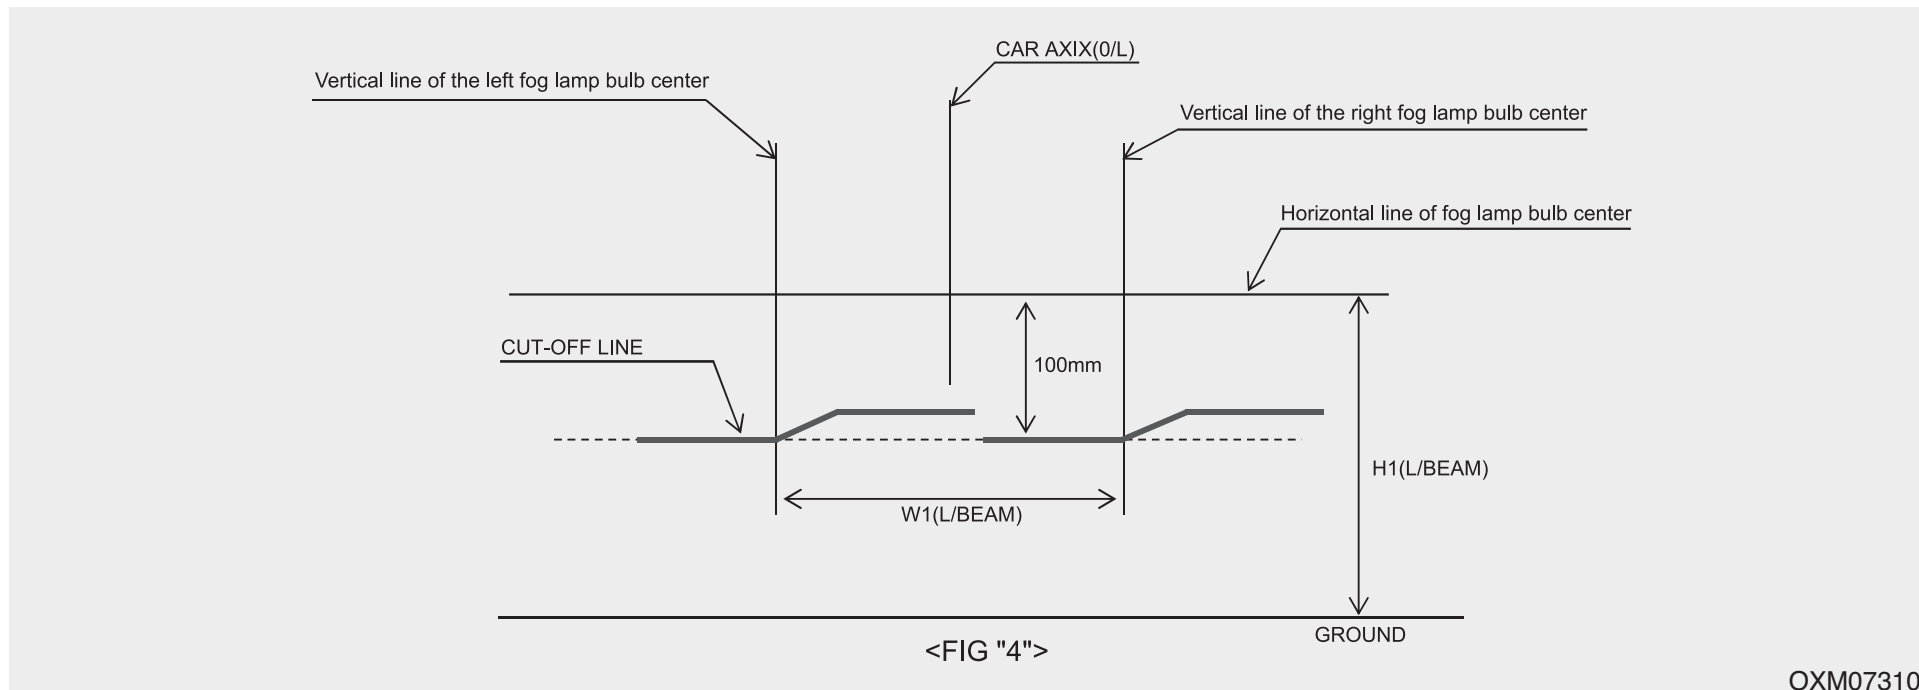 CAR AXIX(0/L)
Vertical line of the left fog lamp bulb center
Vertical line of the right fog lamp bulb center
Horizontal line of fog lamp bulb center
CUT-OFF LINE
100mm
H1(L/BEAM)
W1(L/BEAM)
GROUND
<FIG "4">
OXM07310